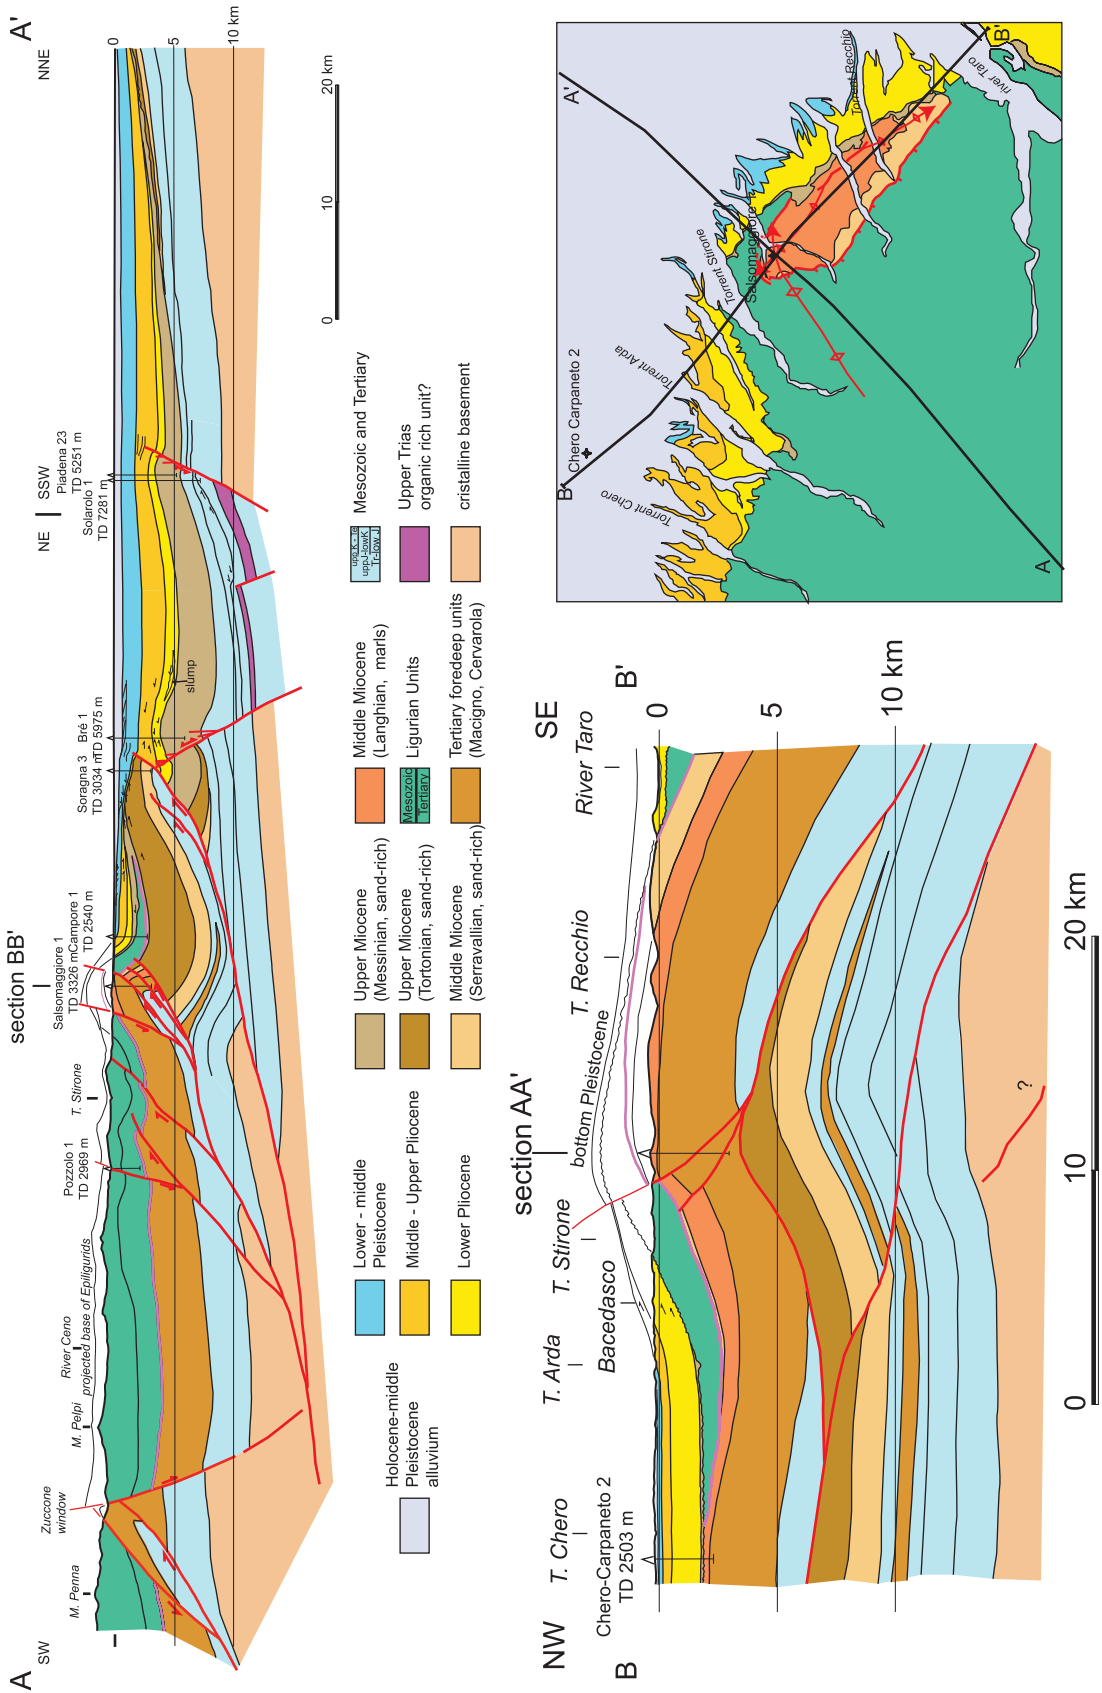 A
SW
M. Penna
Zuccone
window
M. Pelpi
River Ceno
projected base of Epiligurids
Pozzolo 1
TD 2969 m
T. Stirone
section BB'
Salsomaggiore 1
TD 3326 m
Campore 1
TD 2540 m
Soragna 3
TD 3034 m
Bré 1
TD 5975 m
slump
NE
SSW
Solarolo 1
TD 7281 m
Piadena 23
TD 5251 m
NNE
A'
0
5
10 km
0
10
20 km
Holocene-middle
Pleistocene
alluvium
Lower - middle
Pleistocene
Middle - Upper Pliocene
Lower Pliocene
Upper Miocene
(Messinian, sand-rich)
Upper Miocene
(Tortonian, sand-rich)
Middle Miocene
(Serravallian, sand-rich)
Middle Miocene
(Langhian, marls)
Mesozoic
Tertiary
Ligurian Units
Tertiary foredeep units
(Macigno, Cervarola)
upp K - Te
uppJ-lowK
Tr-low J
Mesozoic and Tertiary
Upper Trias
organic rich unit?
cristalline basement
NW
B
T. Chero
Chero-Carpaneto 2
TD 2503 m
T. Arda
Bacedasco
T. Stirone
section AA'
bottom Pleistocene
T. Recchio
River Taro
SE
B'
0
5
10 km
?
0
10
20 km
B
Chero Carpaneto 2
Torrent Chero
Torrent Arda
Torrent Stirone
Salsomaggiore
Torrent Recchio
river Taro
A
A'
B'